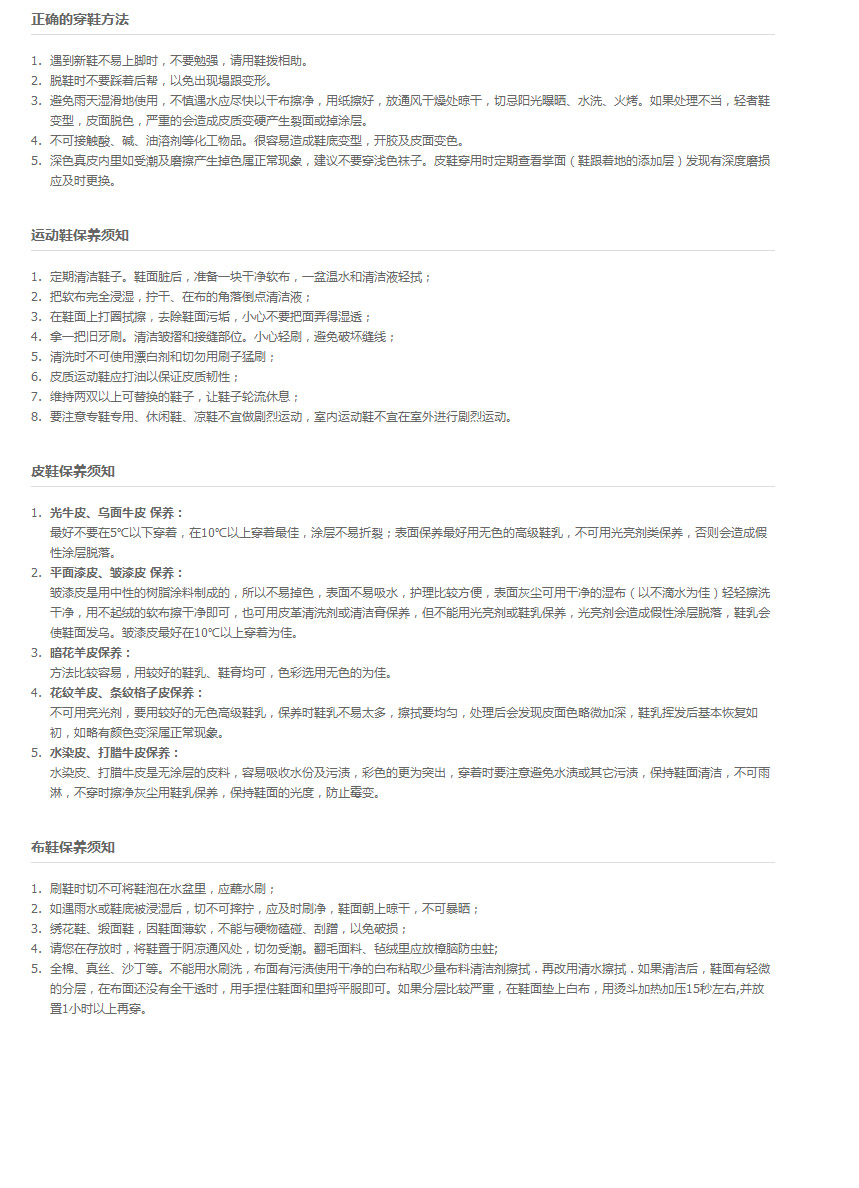 正确的穿鞋方法
1. 遇到新鞋不易上脚时，不要勉强，请用鞋拨相助。
2. 脱鞋时不要踩着后帮，以免出现塌跟变形。
3. 避免雨天湿滑地使用，不慎遇水应尽快以干布擦净，用纸擦好，放通风干燥处晾干，切忌阳光曝晒、水洗、火烤。如果处理不当，轻者鞋
变型，皮面脱色，严重的会造成皮质变硬产生裂面或掉涂层。
4. 不可接触酸、碱、油溶剂等化工物品。很容易造成鞋底变型，开胶及皮面变色。
5. 深色真皮内里如受潮及磨擦产生掉色属正常现象，建议不要穿浅色袜子。皮鞋穿用时定期查看掌面（鞋跟着地的添加层）发现有深度磨损
应及时更换。
运动鞋保养须知
1. 定期清洁鞋子。鞋面脏后，准备一块干净软布，一盆温水和清洁液轻拭；
2. 把软布完全浸湿，拧干、在布的角落倒点清洁液；
3. 在鞋面上打圈拭擦，去除鞋面污垢，小心不要把面弄得湿透；
4. 拿一把旧牙刷。清洁皱摺和接缝部位。小心轻刷，避免破坏缝线；
5. 清洗时不可使用漂白剂和切勿用刷子猛刷；
6. 皮质运动鞋应打油以保证皮质韧性；
7. 维持两双以上可替换的鞋子，让鞋子轮流休息；
8. 要注意专鞋专用、休闲鞋、凉鞋不宜做剧烈运动，室内运动鞋不宜在室外进行剧烈运动。
皮鞋保养须知
1. 光牛皮、乌面牛皮 保养：
最好不要在5℃以下穿着，在10℃以上穿着最佳，涂层不易折裂；表面保养最好用无色的高级鞋乳，不可用光亮剂类保养，否则会造成假
性涂层脱落。
2. 平面漆皮、皱漆皮 保养：
皱漆皮是用中性的树脂涂料制成的，所以不易掉色，表面不易吸水，护理比较方便，表面灰尘可用干净的湿布（以不滴水为佳）轻轻擦洗
干净，用不起绒的软布擦干净即可，也可用皮革清洗剂或清洁膏保养，但不能用光亮剂或鞋乳保养，光亮剂会造成假性涂层脱落，鞋乳会
使鞋面发乌。皱漆皮最好在10℃以上穿着为佳。
3. 暗花羊皮保养：
方法比较容易，用较好的鞋乳、鞋膏均可，色彩选用无色的为佳。
4. 花纹羊皮、条纹格子皮保养：
不可用亮光剂，要用较好的无色高级鞋乳，保养时鞋乳不易太多，擦拭要均匀，处理后会发现皮面色略微加深，鞋乳挥发后基本恢复如
初，如略有颜色变深属正常现象。
5. 水染皮、打腊牛皮保养：
水染皮、打腊牛皮是无涂层的皮料，容易吸收水份及污渍，彩色的更为突出，穿着时要注意避免水渍或其它污渍，保持鞋面清洁，不可雨
淋，不穿时擦净灰尘用鞋乳保养，保持鞋面的光度，防止霉变。
布鞋保养须知
1. 刷鞋时切不可将鞋泡在水盆里，应蘸水刷；
2. 如遇雨水或鞋底被浸湿后，切不可摔拧，应及时刷净，鞋面朝上晾干，不可暴晒；
3. 绣花鞋、缎面鞋，因鞋面薄软，不能与硬物磕碰、刮蹭，以免破损；
4. 请您在存放时，将鞋置于阴凉通风处，切勿受潮。翻毛面料、毡绒里应放樟脑防虫蛀;
5. 全棉、真丝、沙丁等。不能用水刷洗，布面有污渍使用干净的白布粘取少量布料清洁剂擦拭．再改用清水擦拭．如果清洁后，鞋面有轻微
的分层，在布面还没有全干透时，用手捏住鞋面和里捋平服即可。如果分层比较严重，在鞋面垫上白布，用烫斗加热加压15秒左右,并放
置1小时以上再穿。